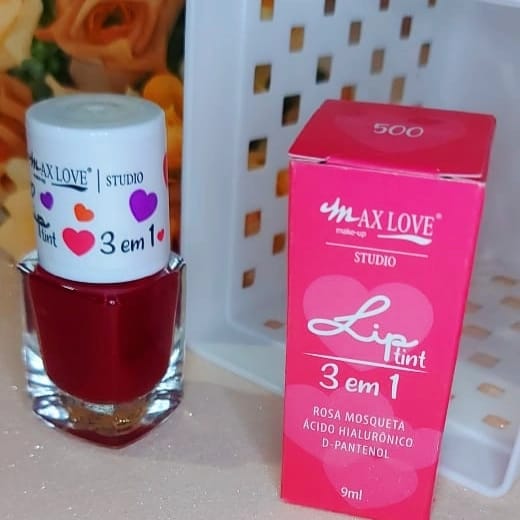 MAX LOVE®
STUDIO
tint
3 em 1
500
MAX LOVE®
make-up
STUDIO
Lip
tint
3 em 1
ROSA MOSQUETA
ÁCIDO HIALURÔNICO
D-PANTENOL
9ml